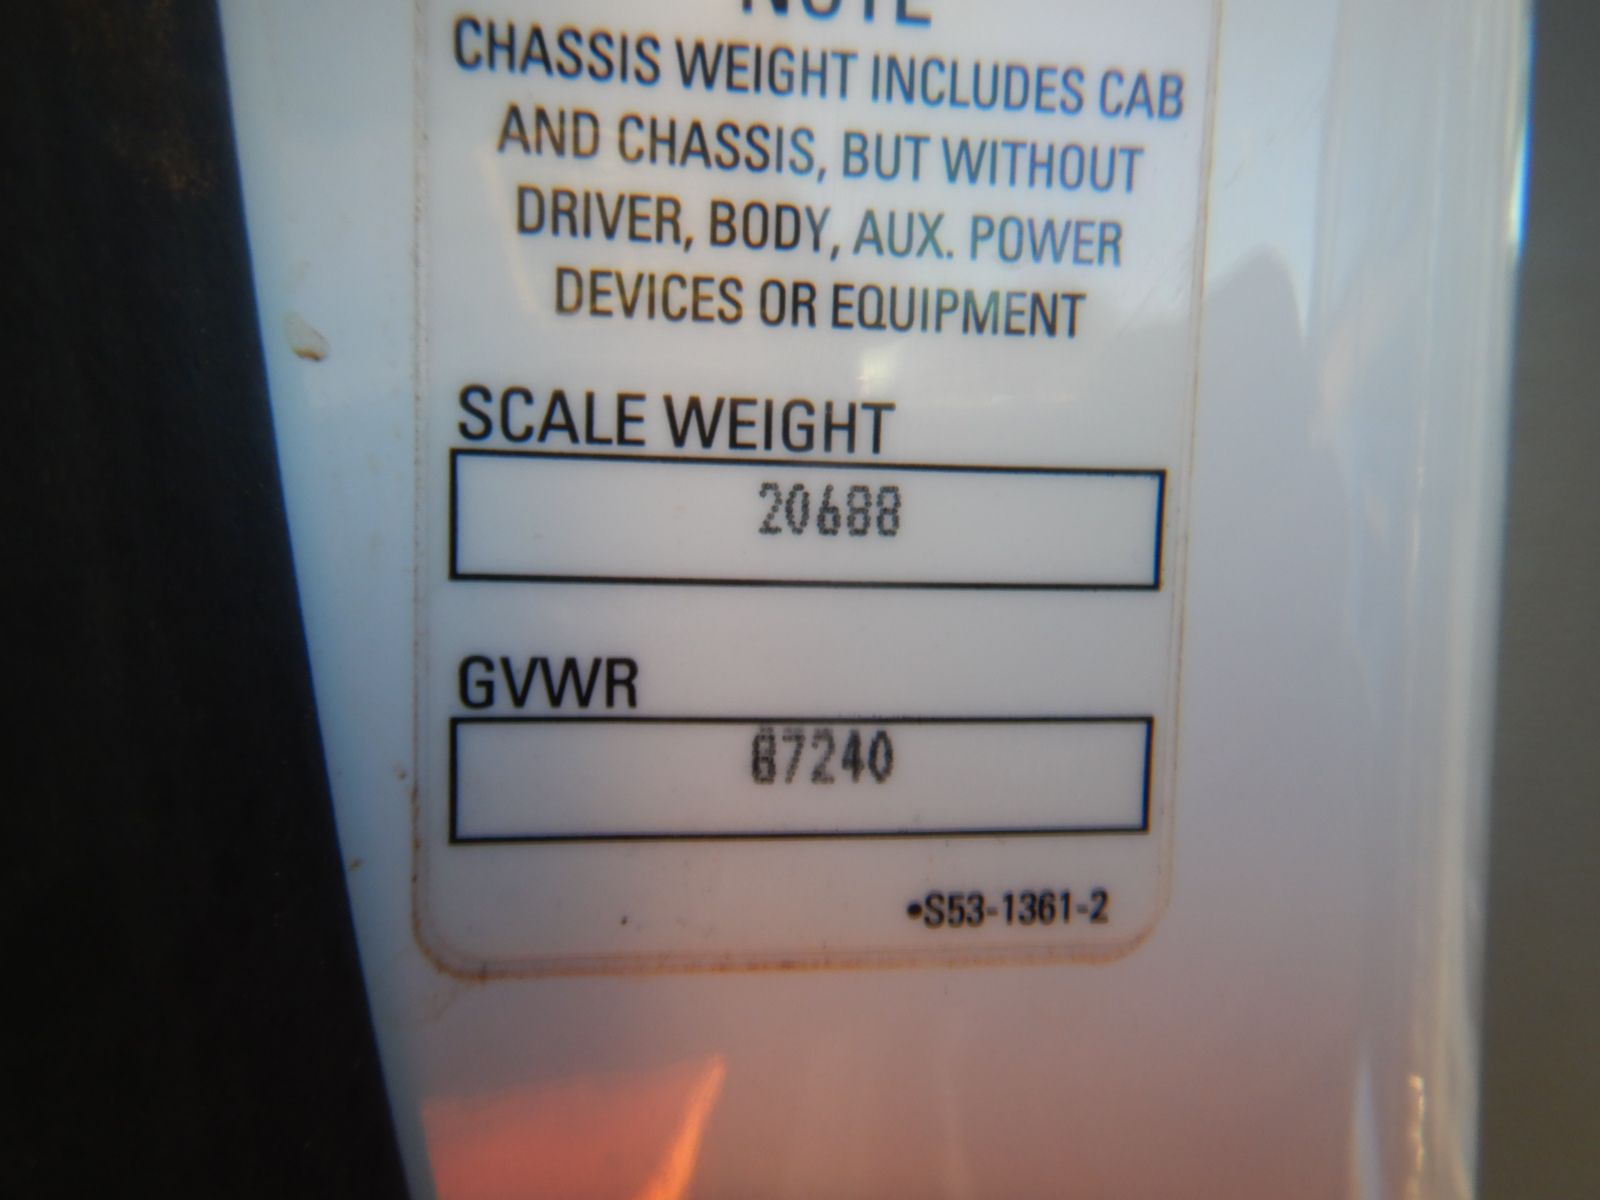 NOTE
CHASSIS WEIGHT INCLUDES CAB
AND CHASSIS, BUT WITHOUT
DRIVER, BODY, AUX. POWER
DEVICES OR EQUIPMENT
SCALE WEIGHT
20688
GVWR
87240
•S53-1361-2